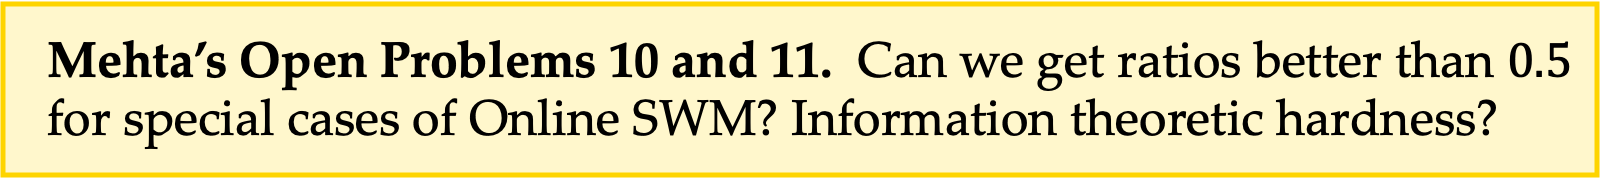 Mehta’s Open Problems 10 and 11. Can we get ratios better than 0.5
for special cases of Online SWM? Information theoretic hardness?